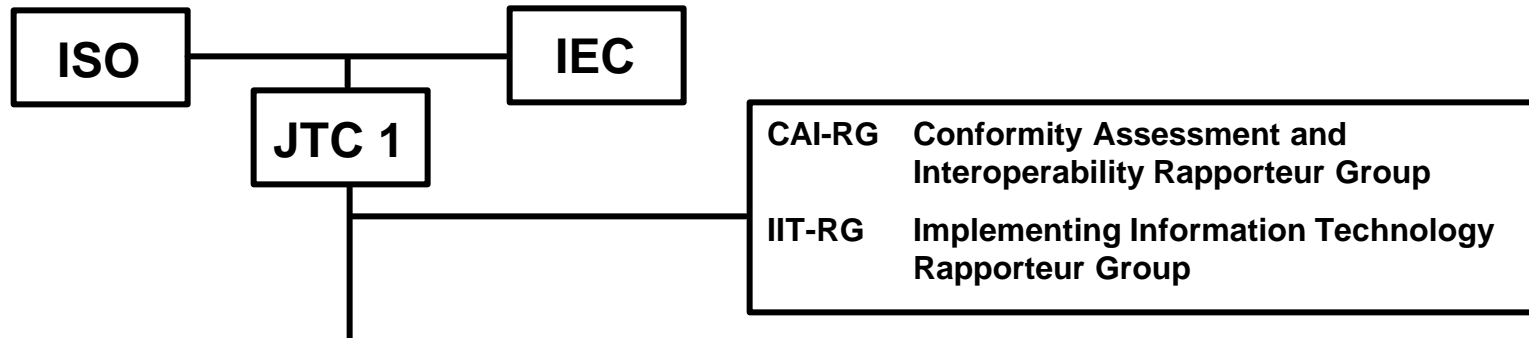 ISO
IEC
JTC 1
CAI-RG Conformity Assessment and
Interoperability Rapporteur Group
IIT-RG Implementing Information Technology
Rapporteur Group